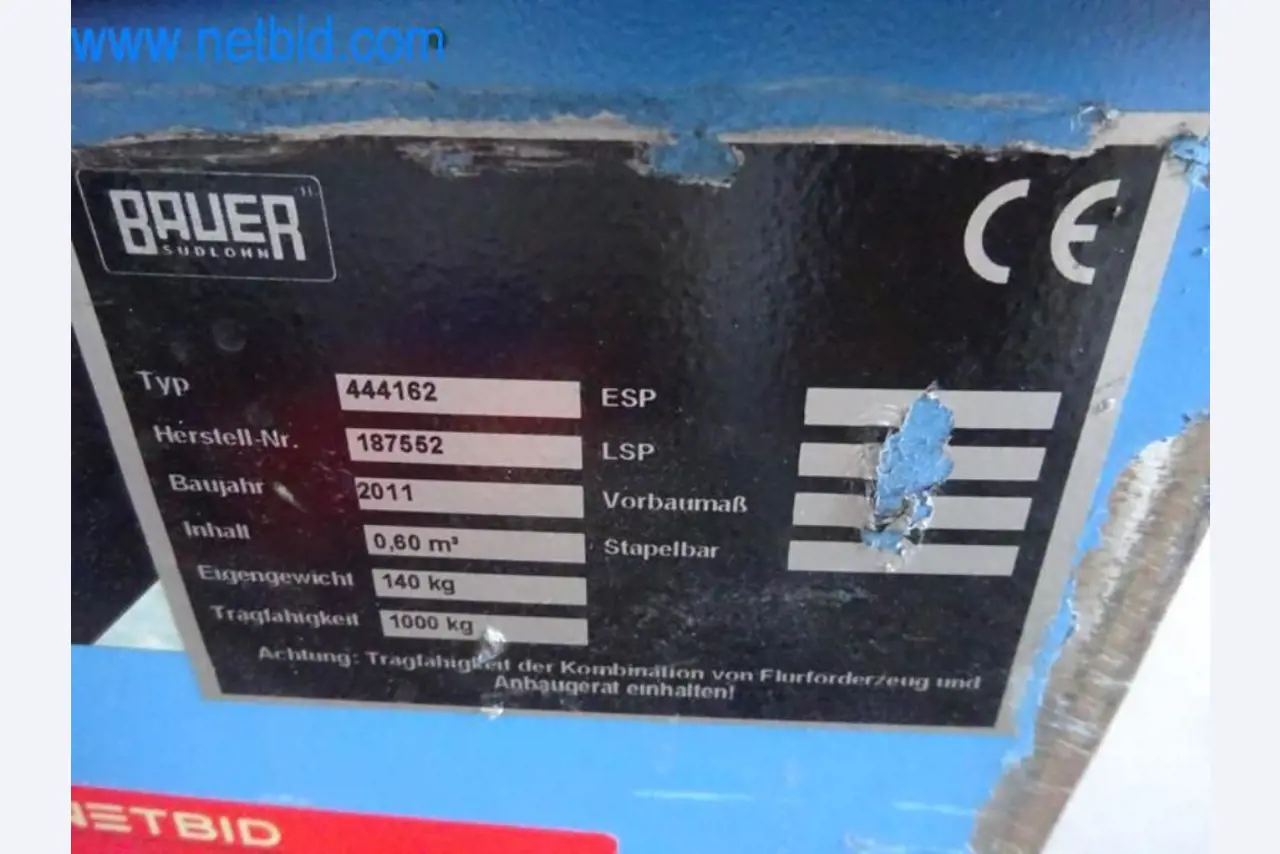 www.netbid.com
BAUER
SÜDLOHN
CE
Typ 444162 ESP
Herstell-Nr. 187552 LSP
Baujahr 2011 Vorbaumaß
Inhalt 0,60 m³ Stapelbar
Eigengewicht 140 kg
Tragfähigkeit 1000 kg
Achtung: Tragfähigkeit der Kombination von Flurförderzeug und
Anbaugerät einhalten!
NETBID